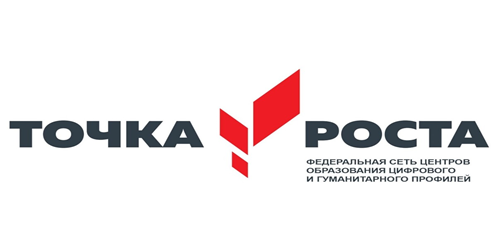 ТОЧКА РОСТА
ФЕДЕРАЛЬНАЯ СЕТЬ ЦЕНТРОВ
ОБРАЗОВАНИЯ ЦИФРОВОГО
И ГУМАНИТАРНОГО ПРОФИЛЕЙ